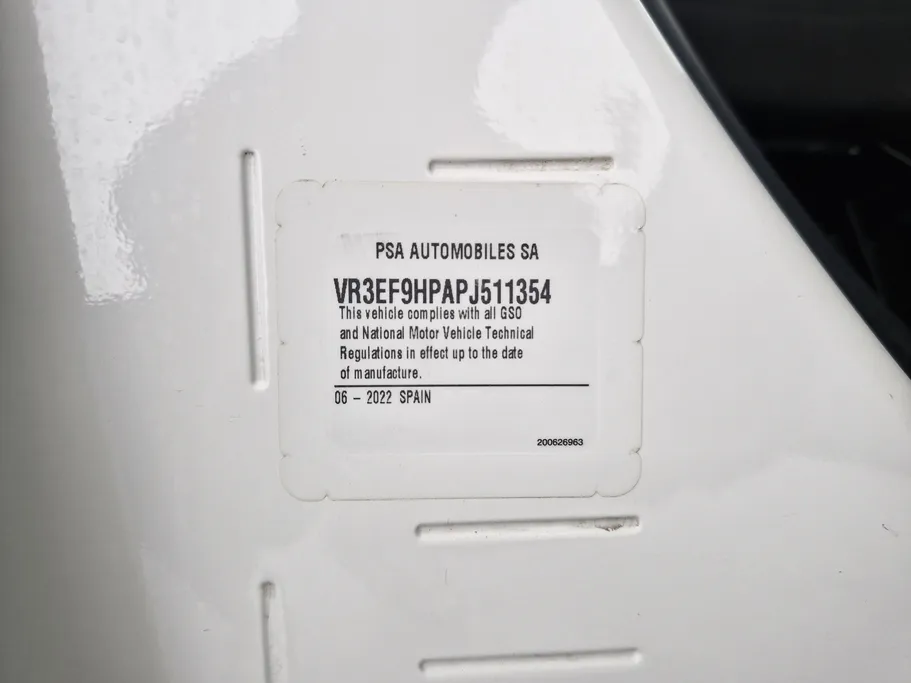 PSA AUTOMOBILES SA
VR3EF9HPAPJ511354
This vehicle complies with all GSO
and National Motor Vehicle Technical
Regulations in effect up to the date
of manufacture.
06 - 2022 SPAIN
200626963